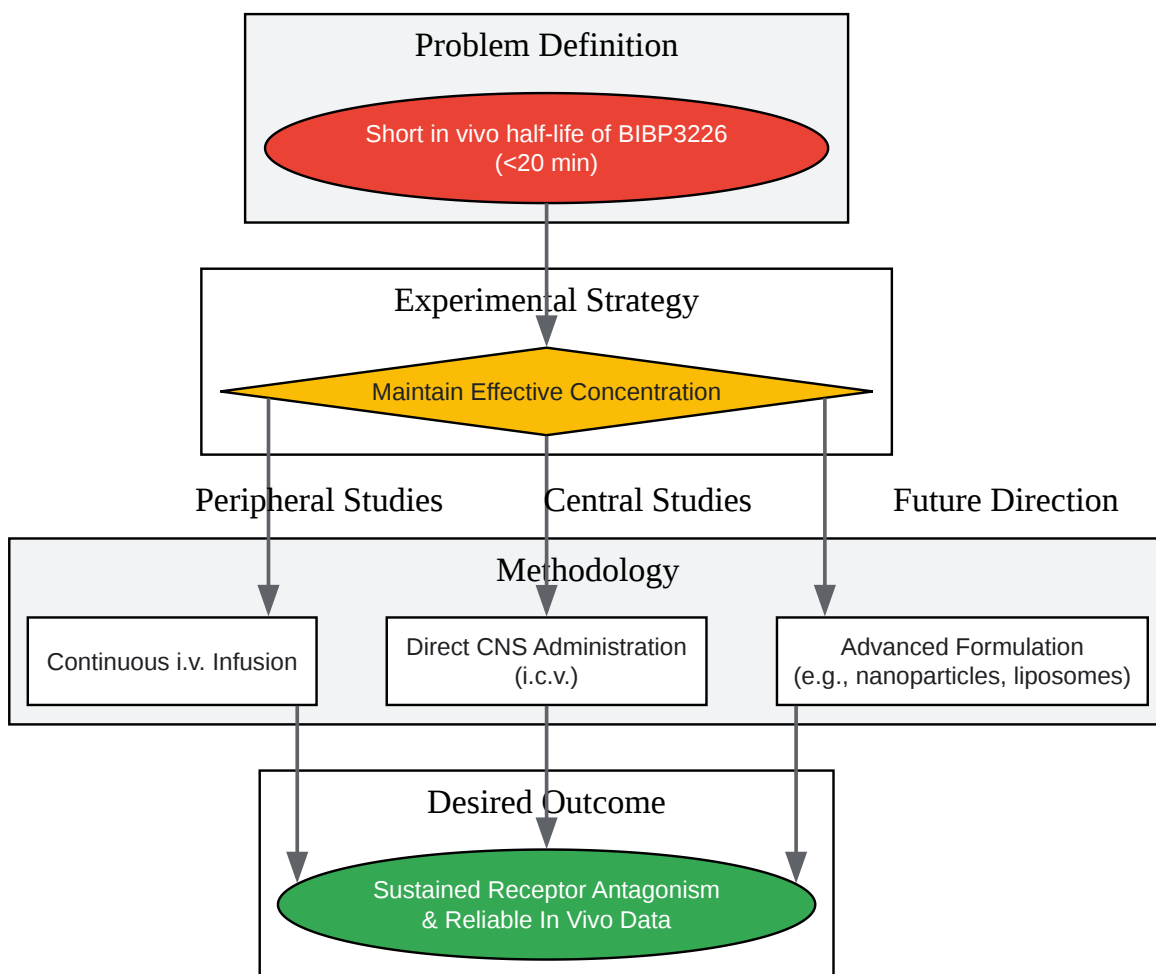 Problem Definition
Short in vivo half-life of BIBP3226
(<20 min)
Experimental Strategy
Maintain Effective Concentration
Peripheral Studies
Central Studies
Future Direction
Methodology
Continuous i.v. Infusion
Direct CNS Administration
(i.c.v.)
Advanced Formulation
(e.g., nanoparticles, liposomes)
Desired Outcome
Sustained Receptor Antagonism
& Reliable In Vivo Data